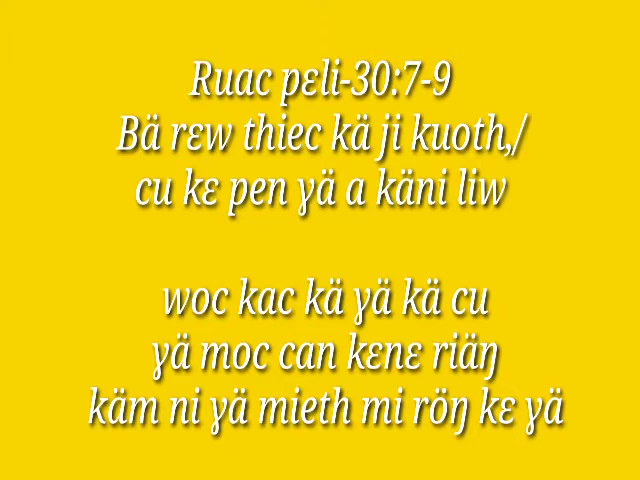 Ruac pɛli-30:7-9
Bä rɛw thiec kä ji kuoth,/
cu kɛ pen ɣä a käni liw
woc kac kä ɣä kä cu
ɣä moc can kɛnɛ riäŋ
käm ni ɣä mieth mi röŋ kɛ ɣä